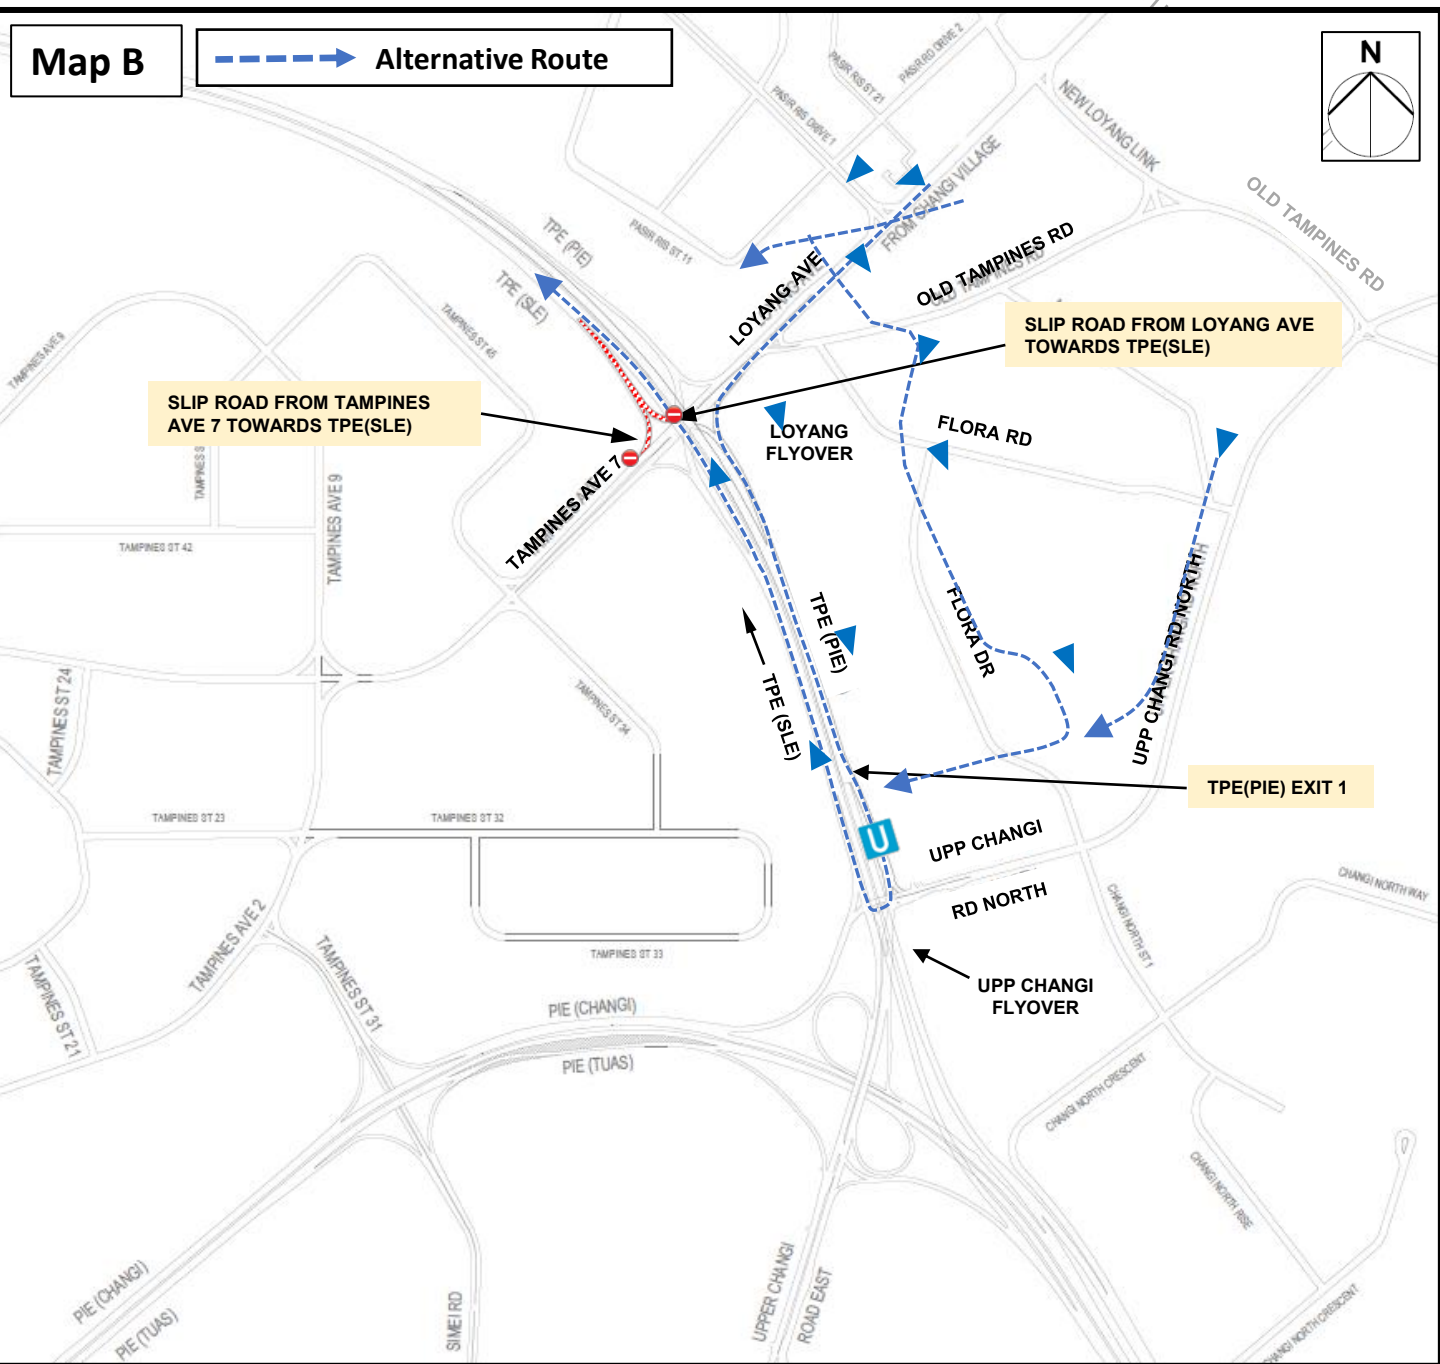 Map B
Alternative Route
N
PASIR RIS DRIVE 2
PASIR RIS ST 21
PASIR RIS DRIVE 1
NEW LOYANG LINK
FROM CHANGI VILLAGE
OLD TAMPINES RD
PASIR RIS ST 11
TPE (PIE)
TPE (SLE)
LOYANG AVE
OLD TAMPINES RD
SLIP ROAD FROM LOYANG AVE
TOWARDS TPE(SLE)
TAMPINES ST 45
TAMPINES AVE 9
SLIP ROAD FROM TAMPINES
AVE 7 TOWARDS TPE(SLE)
LOYANG
FLYOVER
FLORA RD
TAMPINES S
TAMPINES AVE 9
TAMPINES AVE 7
TAMPINES ST 42
TPE (PIE)
FLORA DR
UPP CHANGI RD NORTH
TPE (SLE)
TAMPINES ST 24
TAMPINES ST 34
TPE(PIE) EXIT 1
TAMPINES ST 23
TAMPINES ST 32
U
UPP CHANGI
RD NORTH
CHANGI NORTH WAY
CHANGI NORTH ST 1
TAMPINES AVE 2
TAMPINES ST 31
TAMPINES ST 33
TAMPINES ST 21
UPP CHANGI
FLYOVER
PIE (CHANGI)
PIE (TUAS)
CHANGI NORTH CRESCENT
CHANGI NORTH RISE
PIE (CHANGI)
PIE (TUAS)
SIMEI RD
UPPER CHANGI
ROAD EAST
CHANGI NORTH CRESCENT